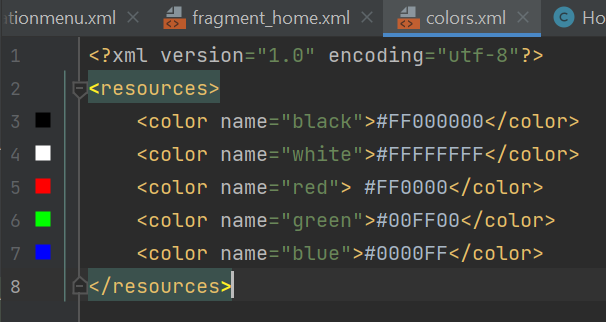 tionmenu.xml fragment_home.xml colors.xml C Ho
1 <?xml version="1.0" encoding="utf-8"?>
2 <resources>
3 <color name="black">#FF000000</color>
4 <color name="white">#FFFFFFFF</color>
5 <color name="red"> #FF0000</color>
6 <color name="green">#00FF00</color>
7 <color name="blue">#0000FF</color>
8 </resources>